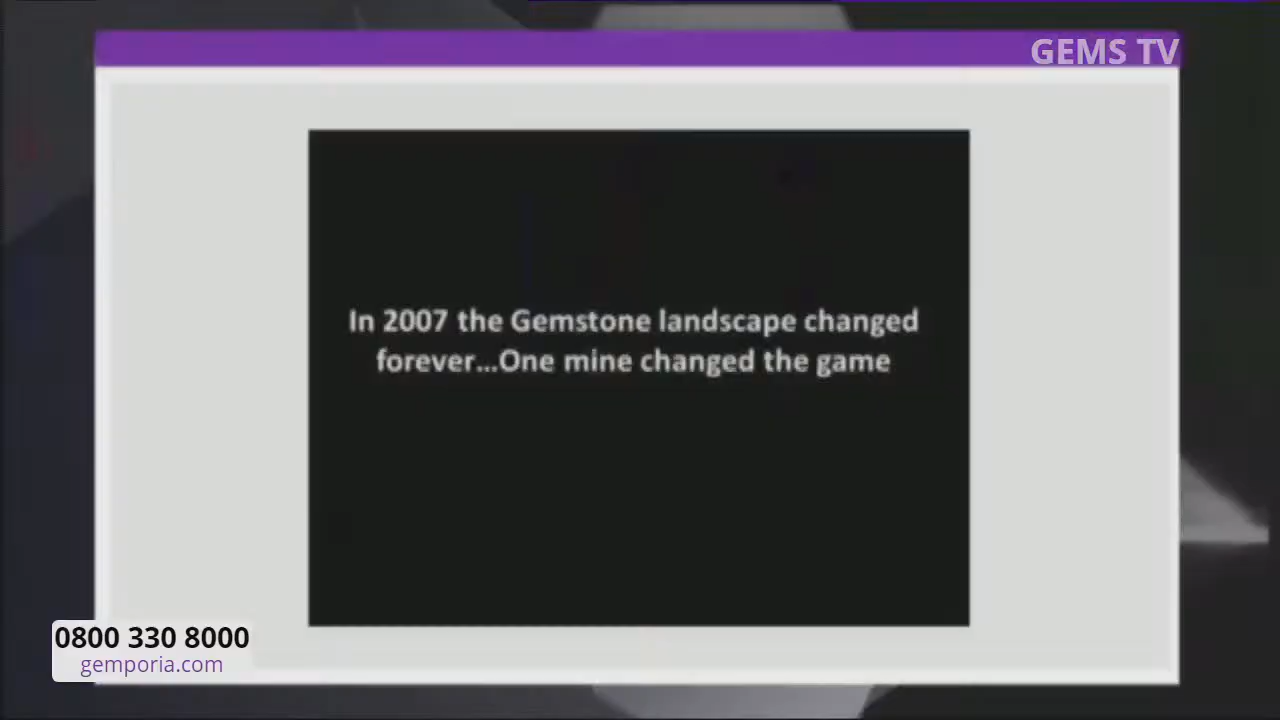 GEMS TV
In 2007 the Gemstone landscape changed
forever...One mine changed the game
0800 330 8000
gemporia.com